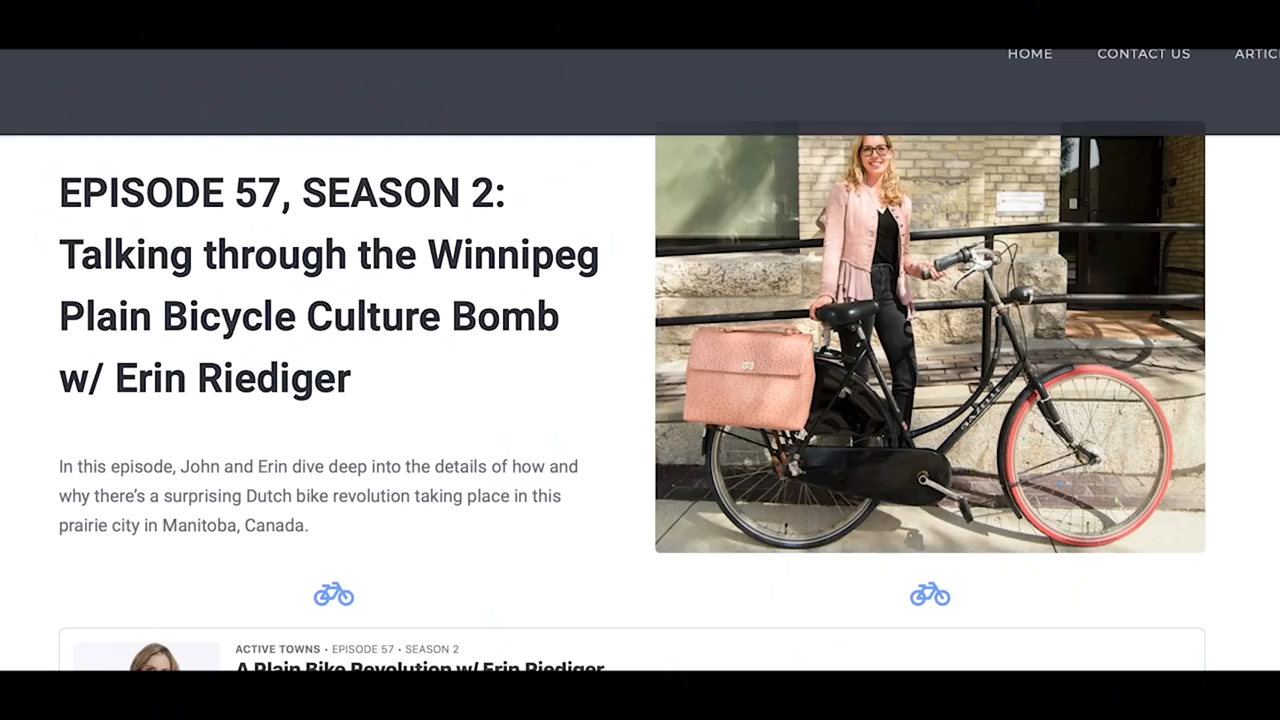 HOME CONTACT US
EPISODE 57, SEASON 2:
Talking through the Winnipeg
Plain Bicycle Culture Bomb
w/ Erin Riediger
In this episode, John and Erin dive deep into the details of how and
why there's a surprising Dutch bike revolution taking place in this
prairie city in Manitoba, Canada.
GAZELLE
ACTIVE TOWNS • EPISODE 57 • SEASON 2
A Plain Bike Revolution w/ Erin Riediger